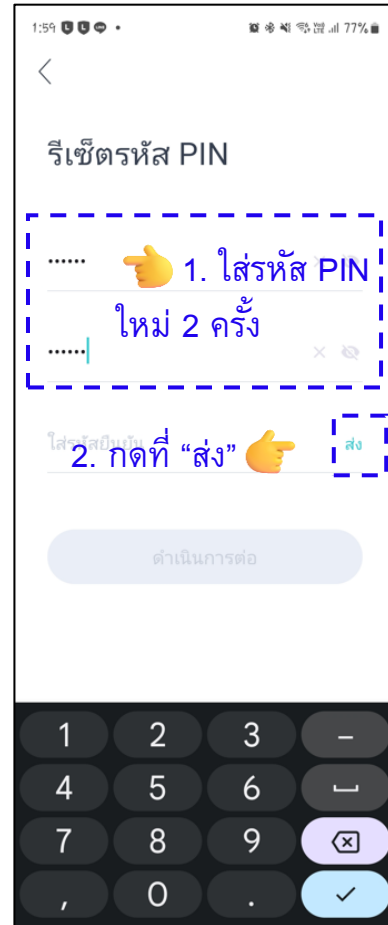 1:59 77%
รีเซ็ตรหัส PIN
1. ใส่รหัส PIN
ใหม่ 2 ครั้ง
ใส่รหัสยืนยัน
2. กดที่ “ส่ง”
ส่ง
ดำเนินการต่อ
1 2 3 –
4 5 6
7 8 9
, 0 .